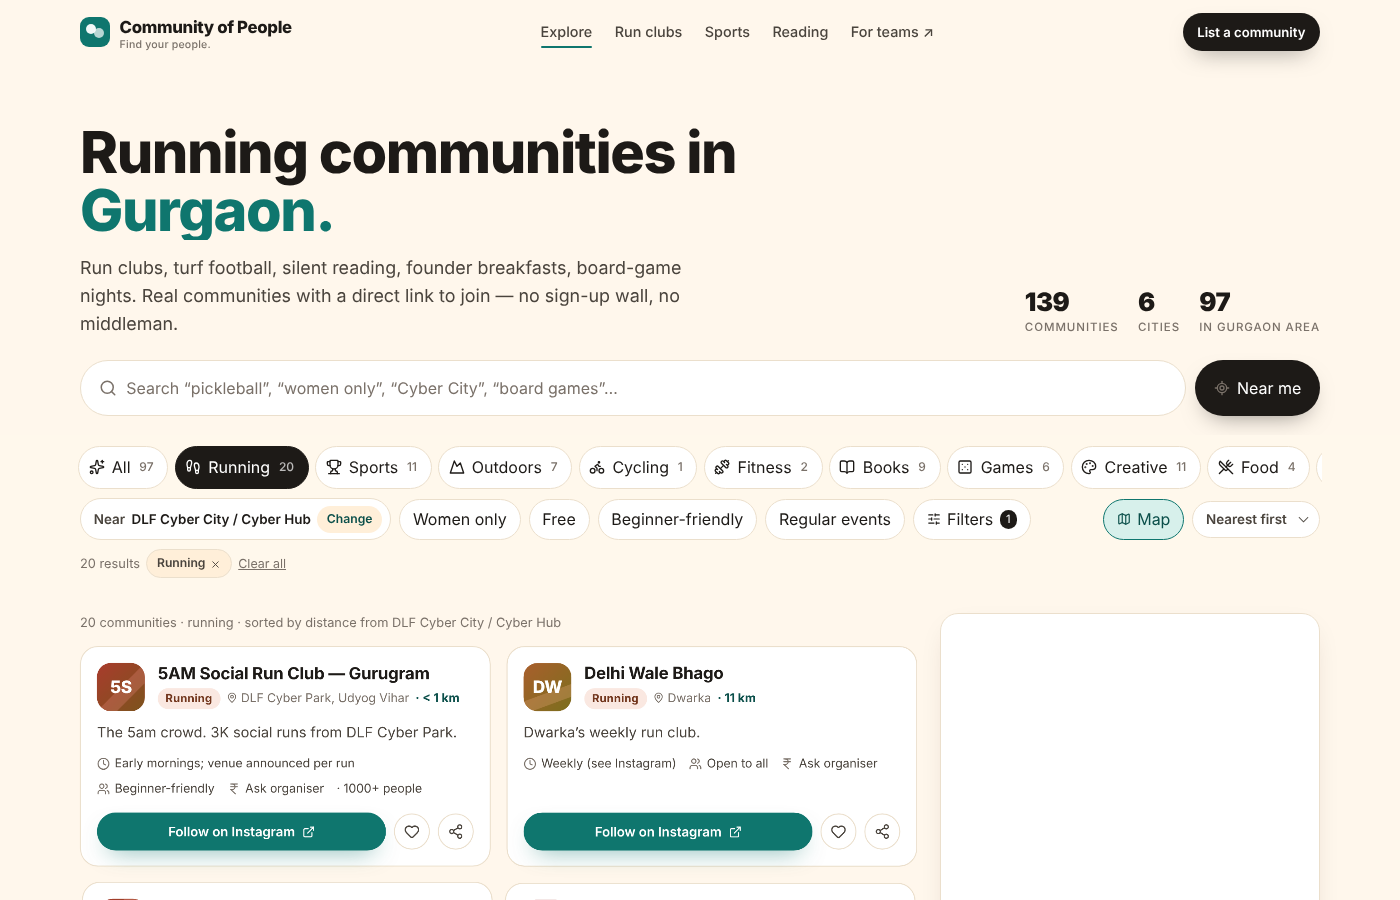 Community of People
Find your people.
Explore
Run clubs
Sports
Reading
For teams ↗
List a community
Running communities in
Gurgaon.
Run clubs, turf football, silent reading, founder breakfasts, board-game
nights. Real communities with a direct link to join — no sign-up wall, no
middleman.
139
COMMUNITIES
6
CITIES
97
IN GURGAON AREA
Search “pickleball”, “women only”, “Cyber City”, “board games”…
Near me
All 97
Running 20
Sports 11
Outdoors 7
Cycling 1
Fitness 2
Books 9
Games 6
Creative 11
Food 4
Near DLF Cyber City / Cyber Hub Change
Women only
Free
Beginner-friendly
Regular events
Filters 1
Map
Nearest first
20 results
Running ×
Clear all
20 communities · running · sorted by distance from DLF Cyber City / Cyber Hub
5S
5AM Social Run Club — Gurugram
Running
DLF Cyber Park, Udyog Vihar · < 1 km
The 5am crowd. 3K social runs from DLF Cyber Park.
Early mornings; venue announced per run
Beginner-friendly
₹ Ask organiser
· 1000+ people
Follow on Instagram
DW
Delhi Wale Bhago
Running
Dwarka · 11 km
Dwarka’s weekly run club.
Weekly (see Instagram)
Open to all
₹ Ask organiser
Follow on Instagram